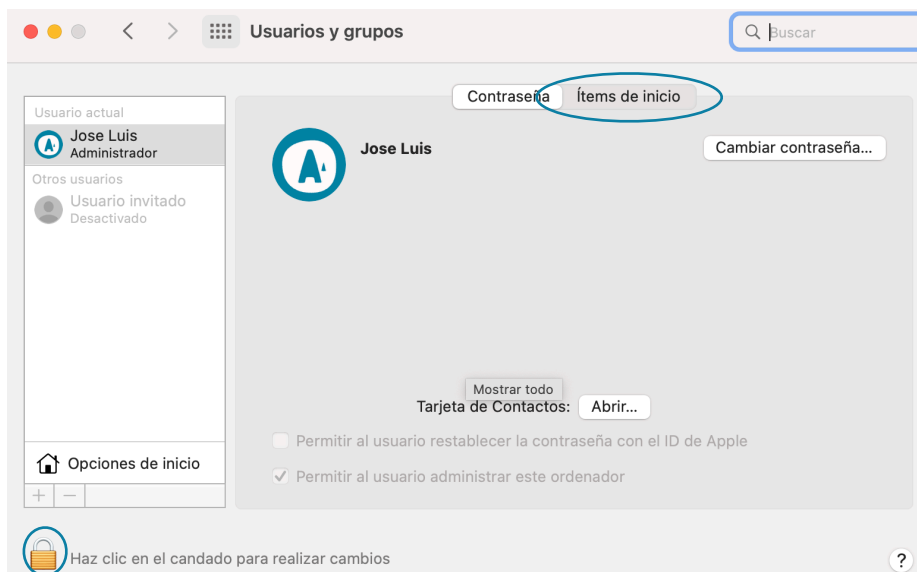 Usuarios y grupos
Buscar
Contraseña
Ítems de inicio
Usuario actual
Jose Luis
Administrador
Otros usuarios
Usuario invitado
Desactivado
Jose Luis
Cambiar contraseña...
Mostrar todo
Tarjeta de Contactos:
Abrir...
Permitir al usuario restablecer la contraseña con el ID de Apple
Permitir al usuario administrar este ordenador
Opciones de inicio
+ −
Haz clic en el candado para realizar cambios
?